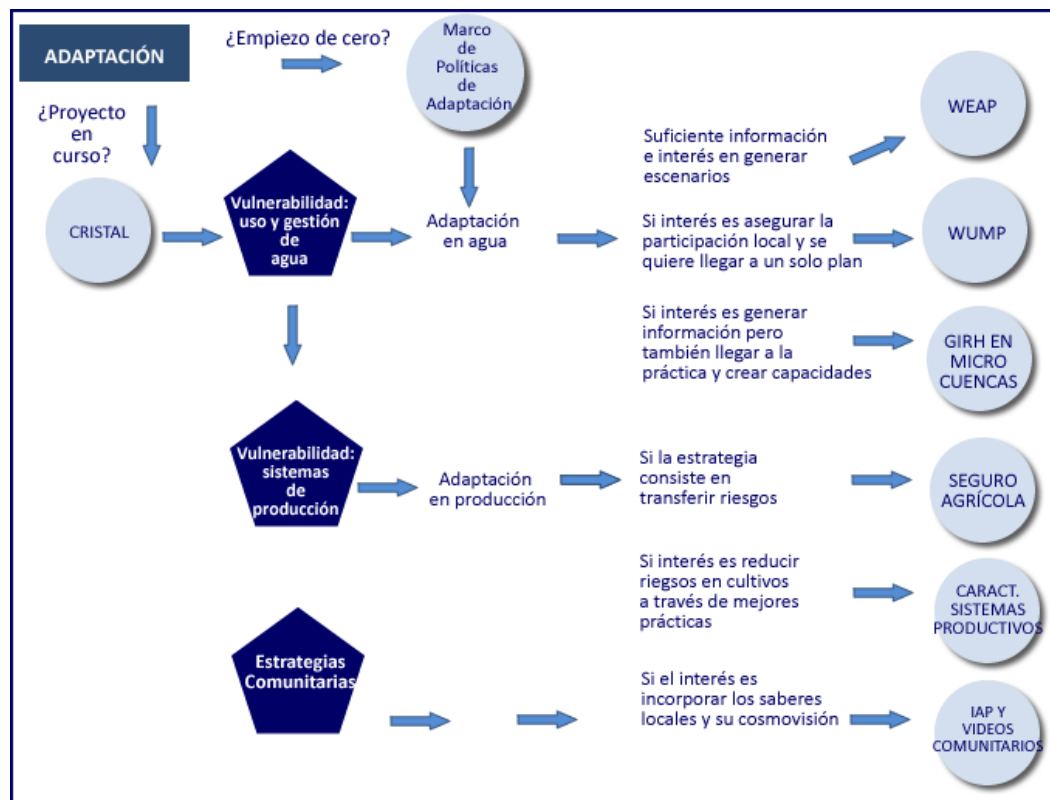 ADAPTACIÓN
¿Empiezo de cero?
Marco
de
Políticas
de
Adaptación
¿Proyecto
en
curso?
CRISTAL
Vulnerabilidad:
uso y gestión
de
agua
Adaptación
en agua
Suficiente información
e interés en generar
escenarios
WEAP
Si interés es asegurar la
participación local y se
quiere llegar a un solo plan
WUMP
Si interés es generar
información pero
también llegar a la
práctica y crear capacidades
GIRH EN
MICRO
CUENCAS
Vulnerabilidad:
sistemas
de
producción
Adaptación
en producción
Si la estrategia
consiste en
transferir riesgos
SEGURO
AGRÍCOLA
Si interés es reducir
riegsos en cultivos
a través de mejores
prácticas
CARACT.
SISTEMAS
PRODUCTIVOS
Estrategias
Comunitarias
Si el interés es
incorporar los saberes
locales y su cosmovisión
IAP Y
VIDEOS
COMUNITARIOS